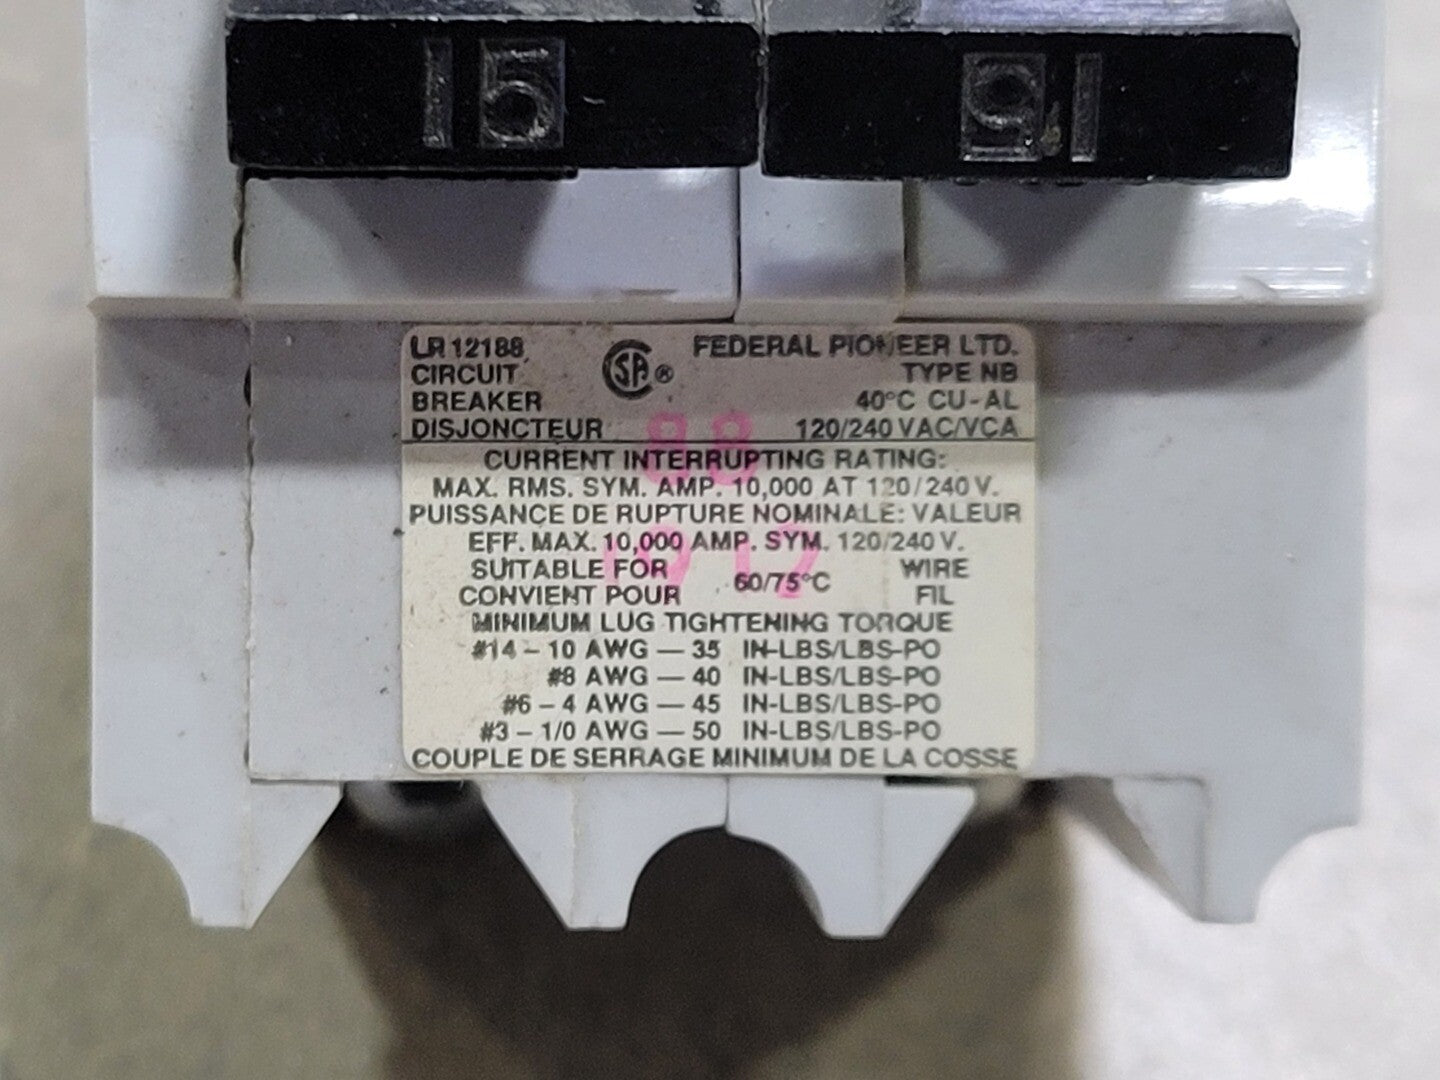 15 15
LR 12188 CSA® FEDERAL PIONEER LTD.
CIRCUIT TYPE NB
BREAKER 40°C CU-AL
DISJONCTEUR 120/240 VAC/VCA
88
CURRENT INTERRUPTING RATING:
MAX. RMS. SYM. AMP. 10,000 AT 120/240 V.
PUISSANCE DE RUPTURE NOMINALE: VALEUR
EFF. MAX. 10,000 AMP. SYM. 120/240 V.
SUITABLE FOR 60/75°C WIRE
CONVIENT POUR FIL
MINIMUM LUG TIGHTENING TORQUE
#14 – 10 AWG — 35 IN-LBS/LBS-PO
#8 AWG — 40 IN-LBS/LBS-PO
#6 – 4 AWG — 45 IN-LBS/LBS-PO
#3 – 1/0 AWG — 50 IN-LBS/LBS-PO
COUPLE DE SERRAGE MINIMUM DE LA COSSE